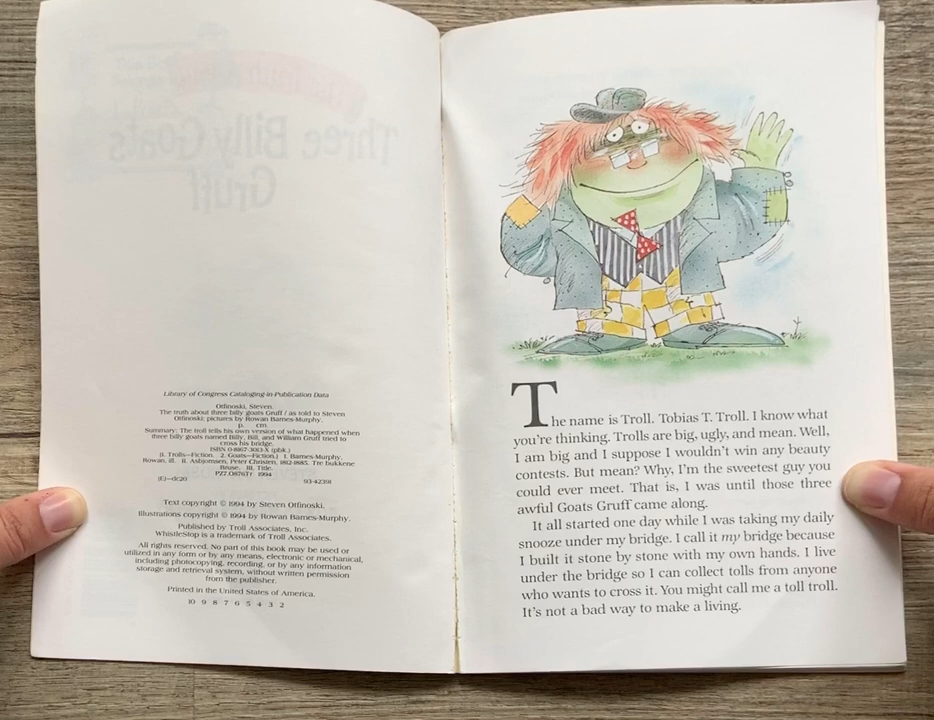 Three Billy Goats
Gruff
Library of Congress Cataloging-in-Publication Data
Otfinoski, Steven.
The truth about three billy goats Gruff / as told to Steven
Otfinoski; pictures by Rowan Barnes-Murphy.
p. cm.
Summary: The troll tells his own version of what happened when
three billy goats named Billy, Bill, and William Gruff tried to
cross his bridge.
ISBN 0-8167-3013-X (pbk.)
[1. Trolls—Fiction. 2. Goats—Fiction.] I. Barnes-Murphy,
Rowan, ill. II. Asbjornsen, Peter Christen, 1812-1885. Tre bukkene
Bruse. III. Title.
PZ7.O8767Tr 1994
[E]—dc20 93-42391
Text copyright © 1994 by Steven Otfinoski.
Illustrations copyright © 1994 by Rowan Barnes-Murphy.
Published by Troll Associates, Inc.
WhistleStop is a trademark of Troll Associates.
All rights reserved. No part of this book may be used or
utilized in any form or by any means, electronic or mechanical,
including photocopying, recording, or by any information
storage and retrieval system, without written permission
from the publisher.
Printed in the United States of America.
10 9 8 7 6 5 4 3 2
The name is Troll. Tobias T. Troll. I know what
you're thinking. Trolls are big, ugly, and mean. Well,
I am big and I suppose I wouldn't win any beauty
contests. But mean? Why, I'm the sweetest guy you
could ever meet. That is, I was until those three
awful Goats Gruff came along.
It all started one day while I was taking my daily
snooze under my bridge. I call it my bridge because
I built it stone by stone with my own hands. I live
under the bridge so I can collect tolls from anyone
who wants to cross it. You might call me a toll troll.
It's not a bad way to make a living.